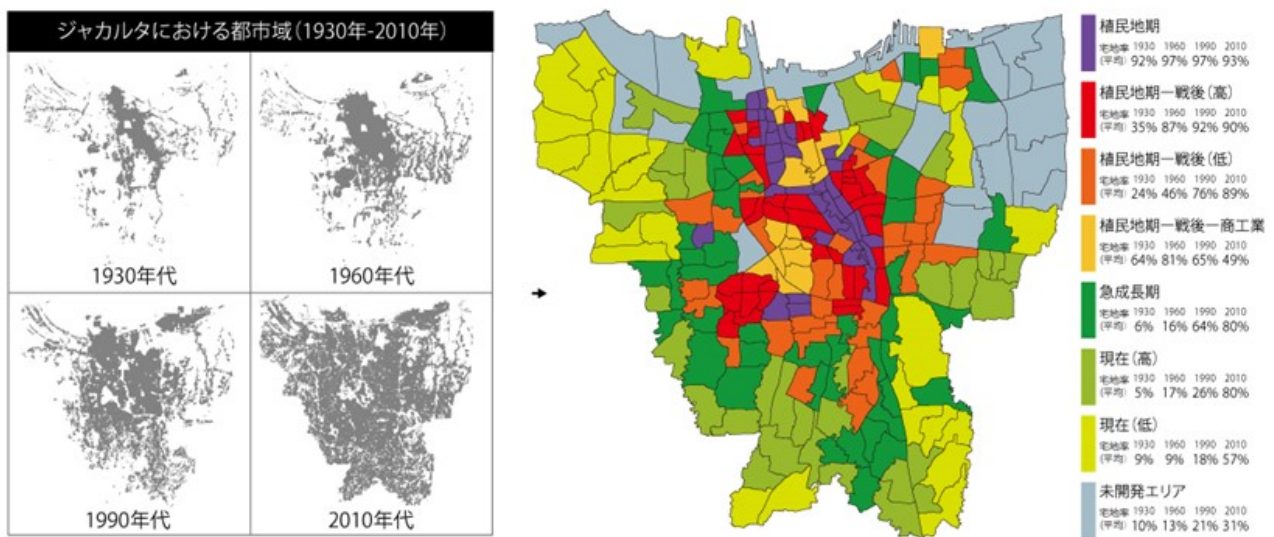 ジャカルタにおける都市域(1930年-2010年)
1930年代
1960年代
1990年代
2010年代
植民地期
宅地率 1930 1960 1990 2010
(平均) 92% 97% 97% 93%
植民地期ー戦後(高)
宅地率 1930 1960 1990 2010
(平均) 35% 87% 92% 90%
植民地期ー戦後(低)
宅地率 1930 1960 1990 2010
(平均) 24% 46% 76% 89%
植民地期ー戦後ー商工業
宅地率 1930 1960 1990 2010
(平均) 64% 81% 65% 49%
急成長期
宅地率 1930 1960 1990 2010
(平均) 6% 16% 64% 80%
現在(高)
宅地率 1930 1960 1990 2010
(平均) 5% 17% 26% 80%
現在(低)
宅地率 1930 1960 1990 2010
(平均) 9% 9% 18% 57%
未開発エリア
宅地率 1930 1960 1990 2010
(平均) 10% 13% 21% 31%